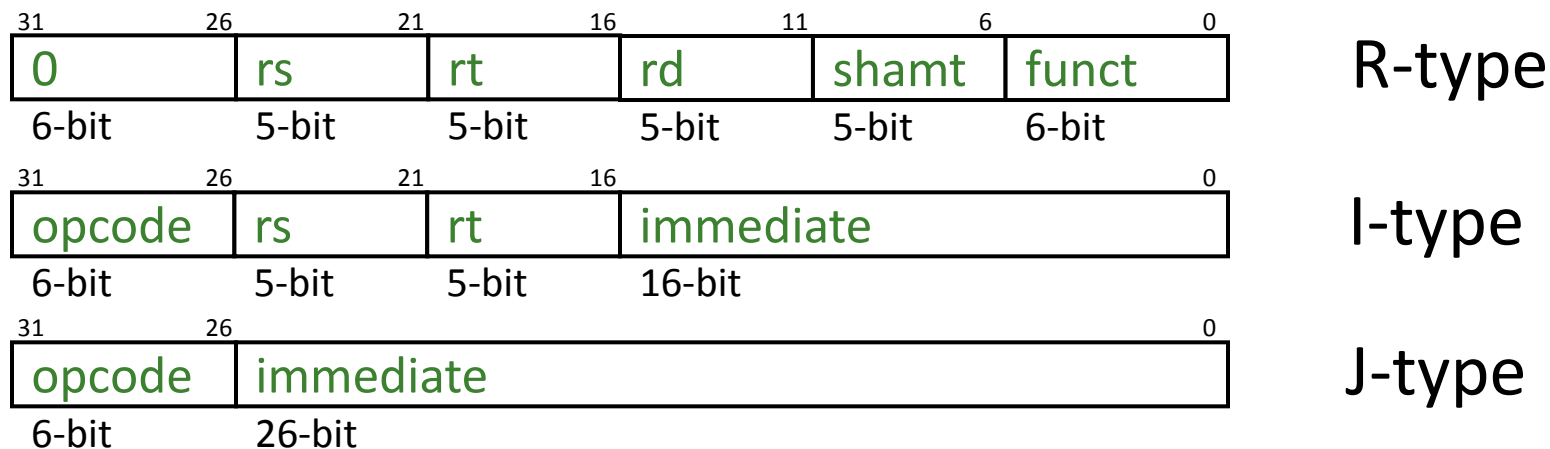 31 26 21 16 11 6 0
0 rs rt rd shamt funct R-type
6-bit 5-bit 5-bit 5-bit 5-bit 6-bit
31 26 21 16 0
opcode rs rt immediate I-type
6-bit 5-bit 5-bit 16-bit
31 26 0
opcode immediate J-type
6-bit 26-bit